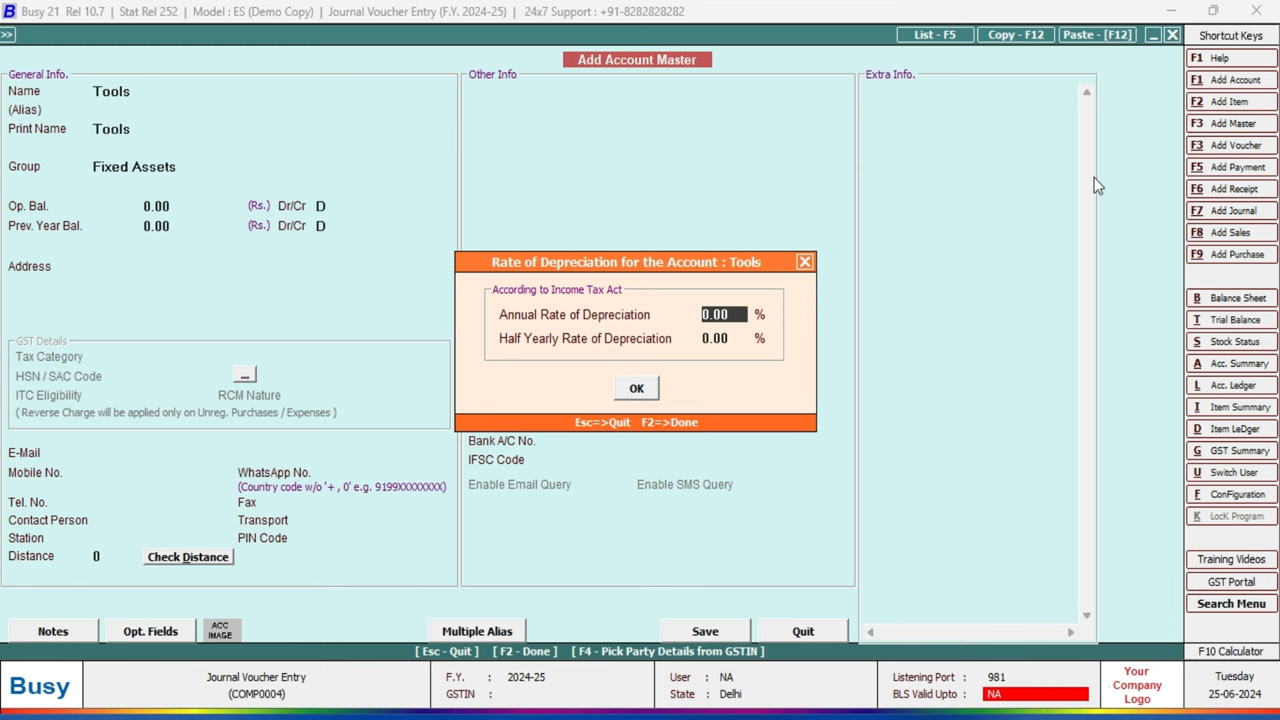 Busy 21 Rel 10.7 | Stat Rel 252 | Model : ES (Demo Copy) | Journal Voucher Entry (F.Y. 2024-25) | 24x7 Support : +91-8282828282
>> List - F5 Copy - F12 Paste - [F12] Shortcut Keys
Add Account Master
General Info. Other Info Extra Info.
Name Tools
(Alias)
Print Name Tools
Group Fixed Assets
Op. Bal. 0.00 (Rs.) Dr/Cr D
Prev. Year Bal. 0.00 (Rs.) Dr/Cr D
Address
GST Details
Tax Category
HSN / SAC Code ...
ITC Eligibility RCM Nature
( Reverse Charge will be applied only on Unreg. Purchases / Expenses )
E-Mail
Mobile No. WhatsApp No.
(Country code w/o '+ , 0' e.g. 9199XXXXXXXX)
Tel. No. Fax
Contact Person Transport
Station PIN Code
Distance 0 Check Distance
Rate of Depreciation for the Account : Tools
According to Income Tax Act
Annual Rate of Depreciation 0.00 %
Half Yearly Rate of Depreciation 0.00 %
OK
Esc=>Quit F2=>Done
Bank A/C No.
IFSC Code
Enable Email Query Enable SMS Query
Notes Opt. Fields ACC IMAGE Multiple Alias Save Quit
[ Esc - Quit ] [ F2 - Done ] [ F4 - Pick Party Details from GSTIN ]
F1 Help
F1 Add Account
F2 Add Item
F3 Add Master
F3 Add Voucher
F5 Add Payment
F6 Add Receipt
F7 Add Journal
F8 Add Sales
F9 Add Purchase
B Balance Sheet
T Trial Balance
S Stock Status
A Acc. Summary
L Acc. Ledger
I Item Summary
D Item LeDger
G GST Summary
U Switch User
F ConFiguration
K LocK Program
Training Videos
GST Portal
Search Menu
F10 Calculator
Busy
Journal Voucher Entry
(COMP0004)
F.Y. : 2024-25
GSTIN :
User : NA
State : Delhi
Listening Port : 981
BLS Valid Upto : NA
Your
Company
Logo
Tuesday
25-06-2024